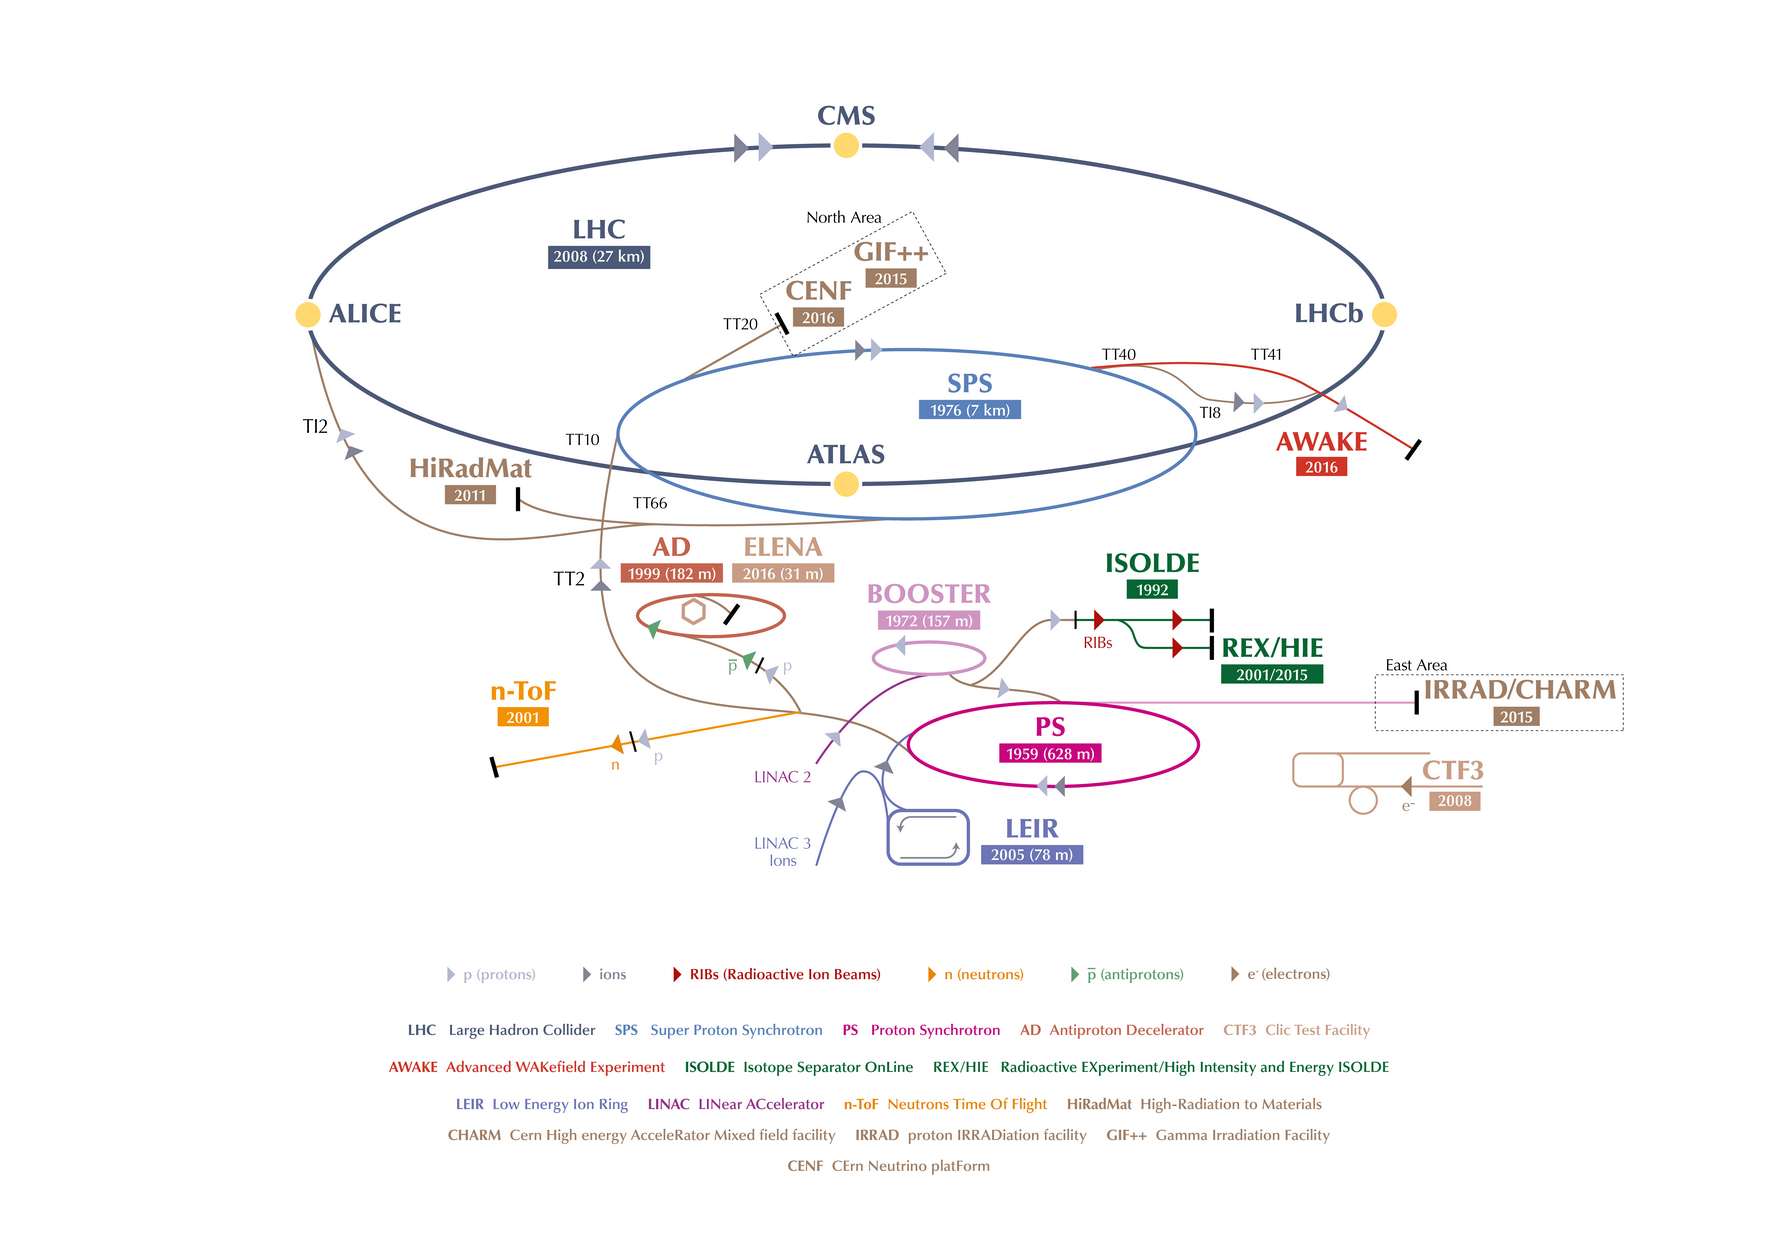 CMS
North Area
LHC
2008 (27 km)
GIF++
2015
CENF
2016
ALICE
LHCb
TT20
TT40
TT41
SPS
1976 (7 km)
TI8
TI2
TT10
AWAKE
2016
ATLAS
HiRadMat
2011
TT66
AD
1999 (182 m)
ELENA
2016 (31 m)
TT2
ISOLDE
1992
BOOSTER
1972 (157 m)
RIBs
REX/HIE
2001/2015
East Area
p̅
p
n-ToF
2001
IRRAD/CHARM
2015
PS
1959 (628 m)
n
p
LINAC 2
CTF3
2008
e-
LEIR
2005 (78 m)
LINAC 3
Ions
p (protons) ions RIBs (Radioactive Ion Beams) n (neutrons) p̅ (antiprotons) e- (electrons)
LHC Large Hadron Collider SPS Super Proton Synchrotron PS Proton Synchrotron AD Antiproton Decelerator CTF3 Clic Test Facility
AWAKE Advanced WAKefield Experiment ISOLDE Isotope Separator OnLine REX/HIE Radioactive EXperiment/High Intensity and Energy ISOLDE
LEIR Low Energy Ion Ring LINAC LINear ACcelerator n-ToF Neutrons Time Of Flight HiRadMat High-Radiation to Materials
CHARM Cern High energy AcceleRator Mixed field facility IRRAD proton IRRADiation facility GIF++ Gamma Irradiation Facility
CENF CErn Neutrino platForm